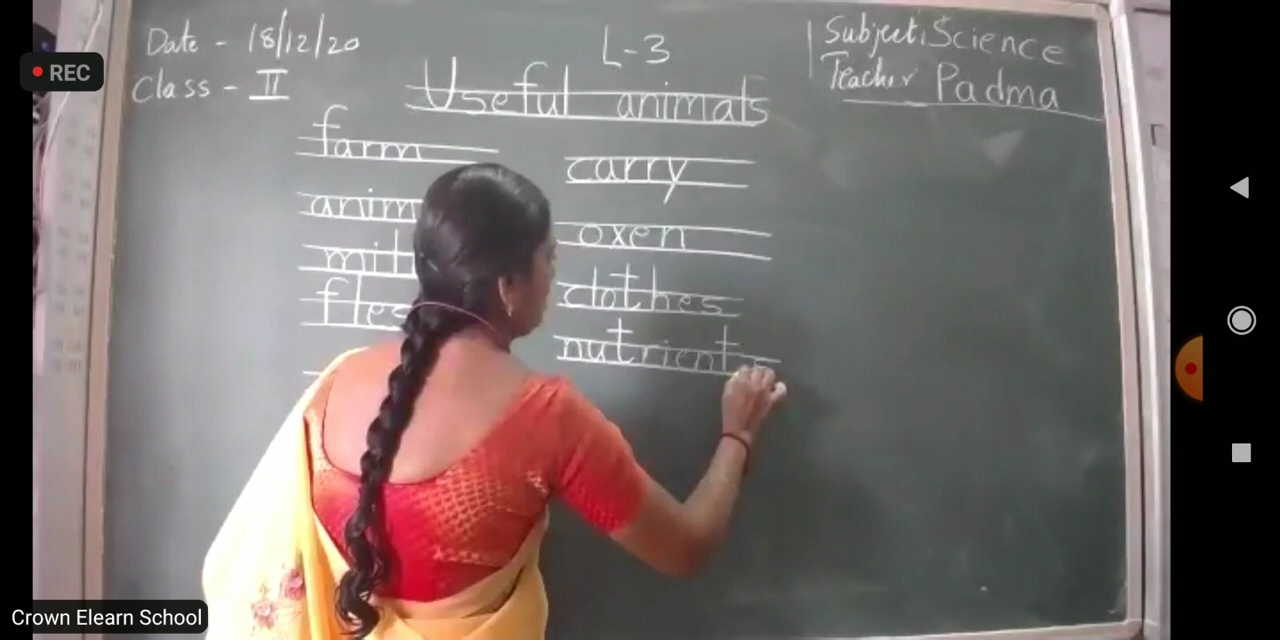 REC
Date - 18/12/20
Class - II
L-3
Subject: Science
Teacher Padma
Useful animals
farm
carry
oxen
clothes
nutrients
Crown Elearn School